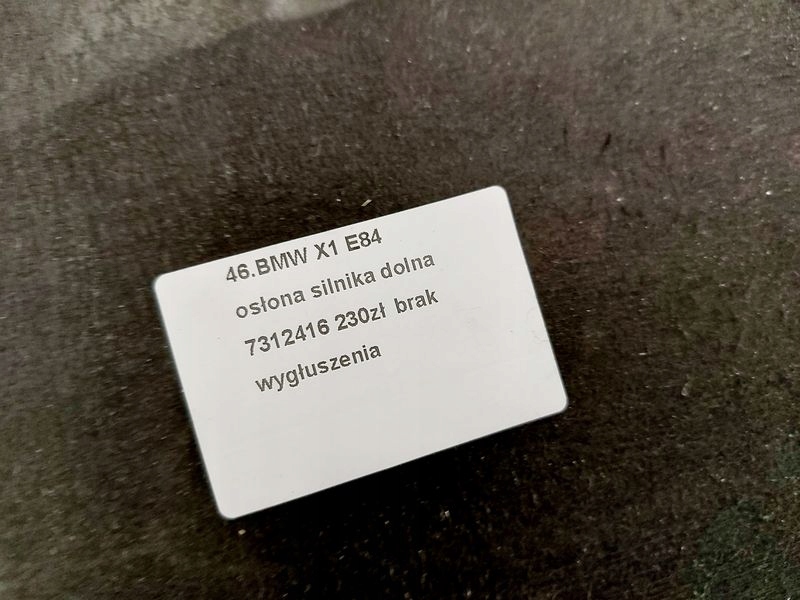 46.BMW X1 E84
osłona silnika dolna
7312416 230zł brak
wygłuszenia